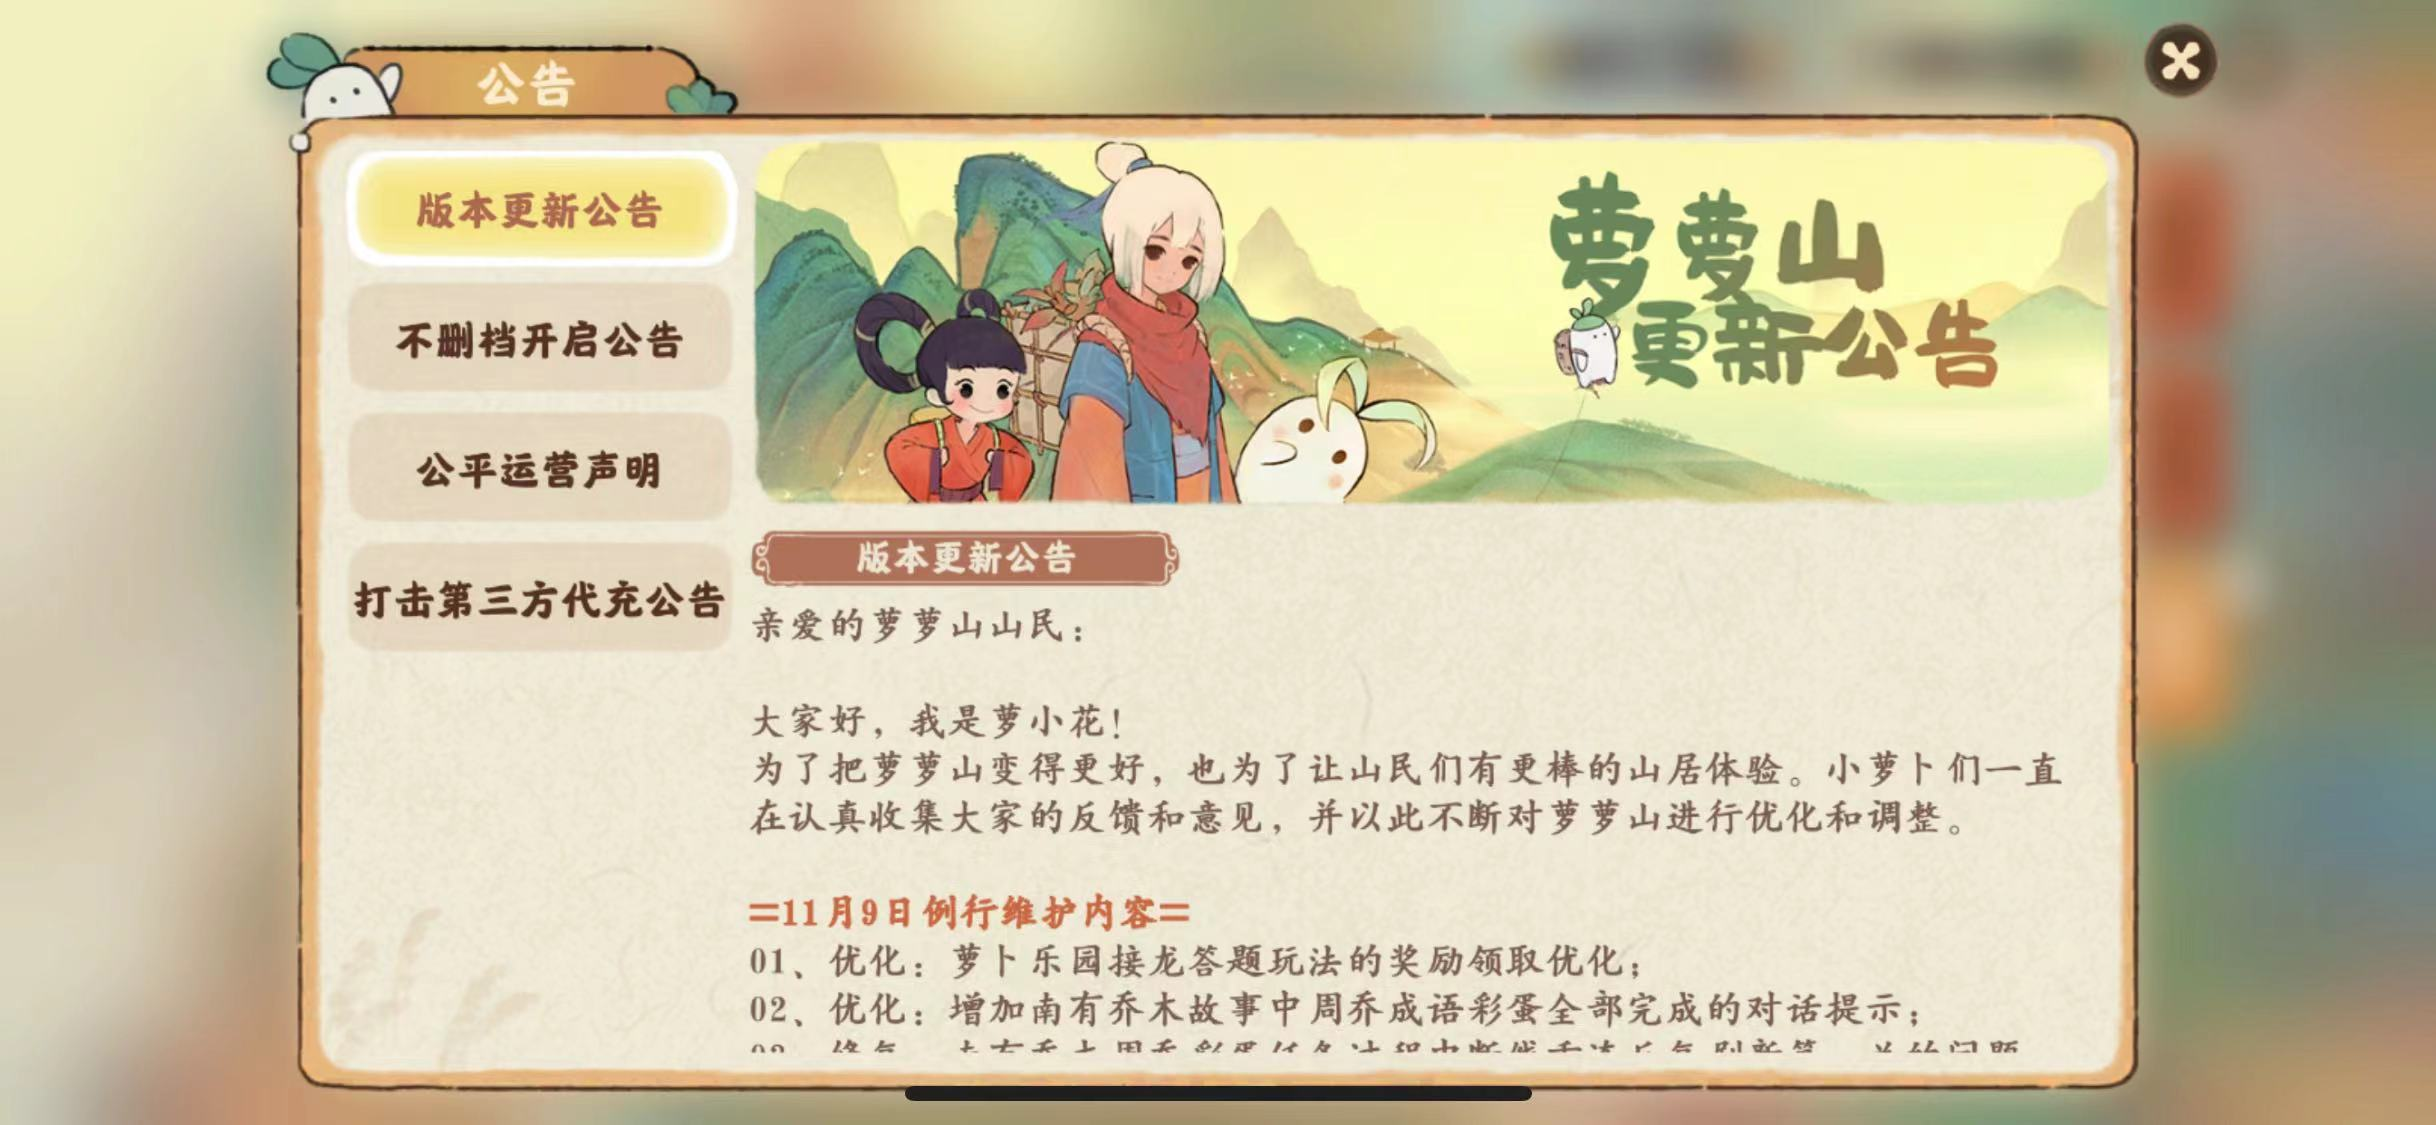 公告
版本更新公告
不删档开启公告
公平运营声明
打击第三方代充公告
萝萝山
更新公告
版本更新公告
亲爱的萝萝山山民：
大家好，我是萝小花！
为了把萝萝山变得更好，也为了让山民们有更棒的山居体验。小萝卜们一直
在认真收集大家的反馈和意见，并以此不断对萝萝山进行优化和调整。
=11月9日例行维护内容=
01、优化：萝卜乐园接龙答题玩法的奖励领取优化；
02、优化：增加南有乔木故事中周乔成语彩蛋全部完成的对话提示；